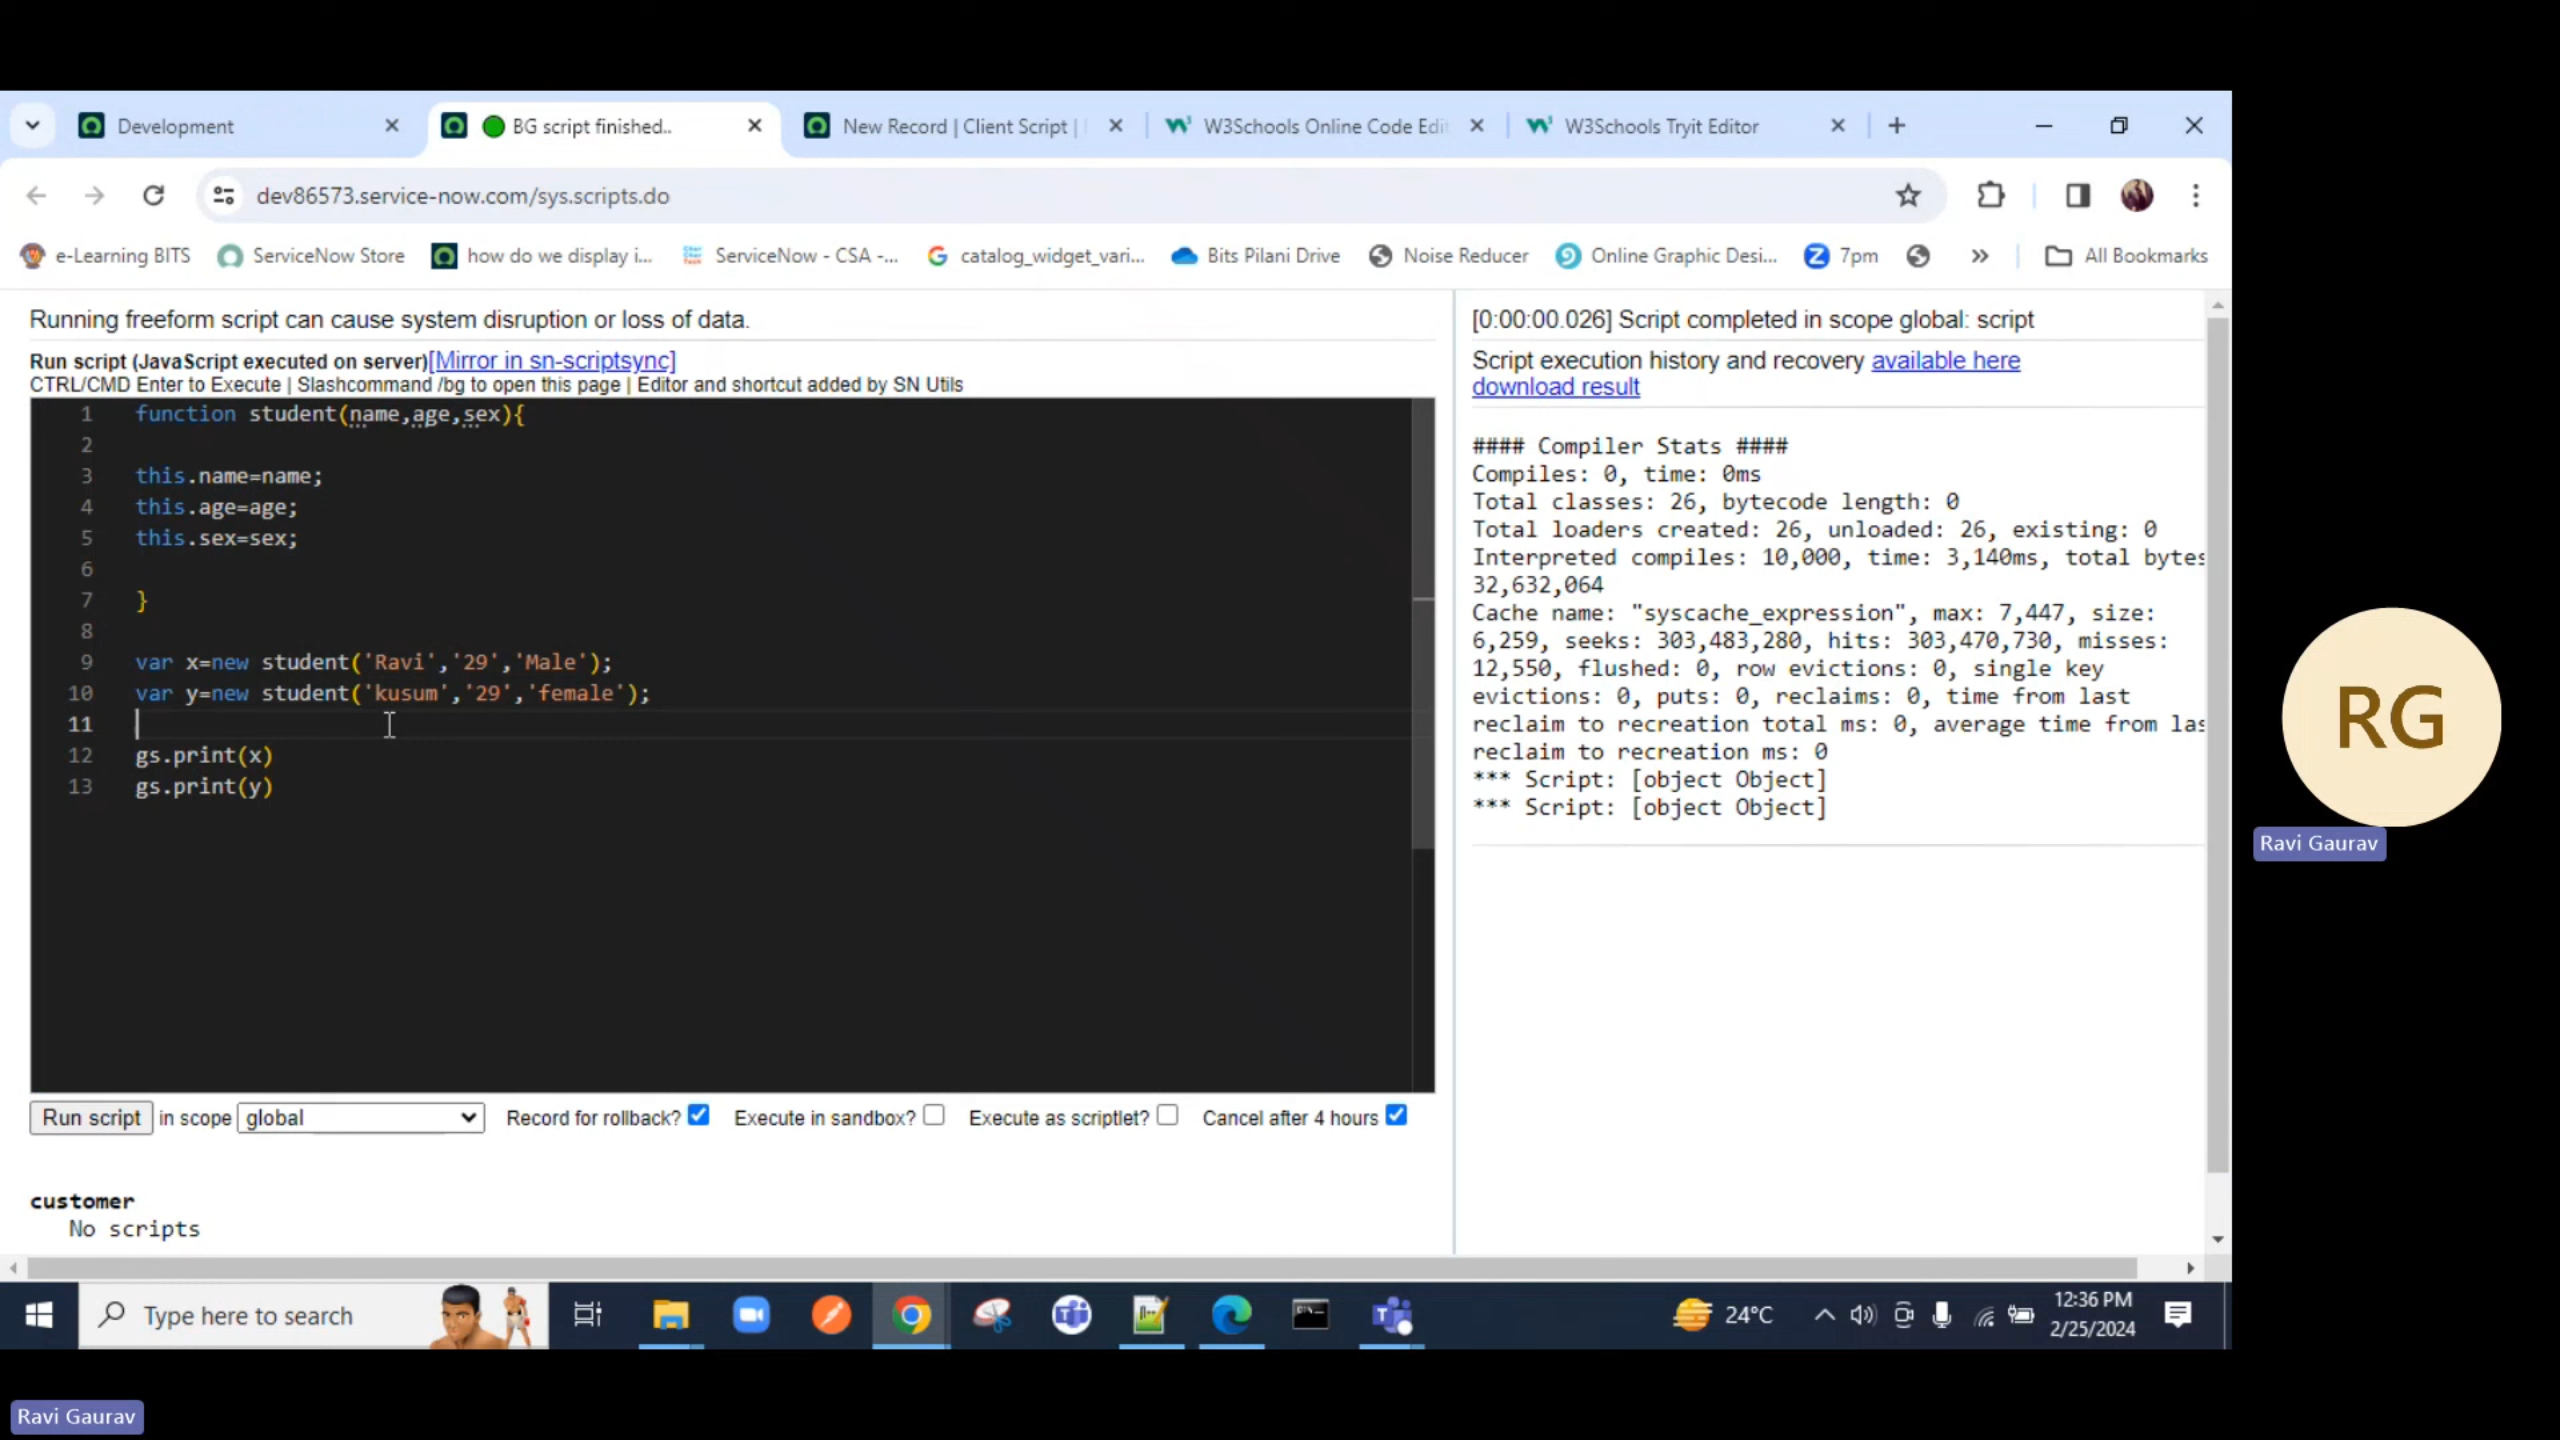 Development
BG script finished..
New Record | Client Script |
W3Schools Online Code Edi
W3Schools Tryit Editor
dev86573.service-now.com/sys.scripts.do
e-Learning BITS
ServiceNow Store
how do we display i...
ServiceNow - CSA -...
catalog_widget_vari...
Bits Pilani Drive
Noise Reducer
Online Graphic Desi...
Z 7pm
»
All Bookmarks
Running freeform script can cause system disruption or loss of data.
Run script (JavaScript executed on server)[Mirror in sn-scriptsync]
CTRL/CMD Enter to Execute | Slashcommand /bg to open this page | Editor and shortcut added by SN Utils
1 function student(name,age,sex){
2
3 this.name=name;
4 this.age=age;
5 this.sex=sex;
6
7 }
8
9 var x=new student('Ravi','29','Male');
10 var y=new student('kusum','29','female');
11
12 gs.print(x)
13 gs.print(y)
Run script in scope global Record for rollback? Execute in sandbox? Execute as scriptlet? Cancel after 4 hours
customer
No scripts
[0:00:00.026] Script completed in scope global: script
Script execution history and recovery available here
download result
#### Compiler Stats ####
Compiles: 0, time: 0ms
Total classes: 26, bytecode length: 0
Total loaders created: 26, unloaded: 26, existing: 0
Interpreted compiles: 10,000, time: 3,140ms, total bytes
32,632,064
Cache name: "syscache_expression", max: 7,447, size:
6,259, seeks: 303,483,280, hits: 303,470,730, misses:
12,550, flushed: 0, row evictions: 0, single key
evictions: 0, puts: 0, reclaims: 0, time from last
reclaim to recreation total ms: 0, average time from las
reclaim to recreation ms: 0
*** Script: [object Object]
*** Script: [object Object]
RG
Ravi Gaurav
Type here to search
24°C
12:36 PM
2/25/2024
Ravi Gaurav